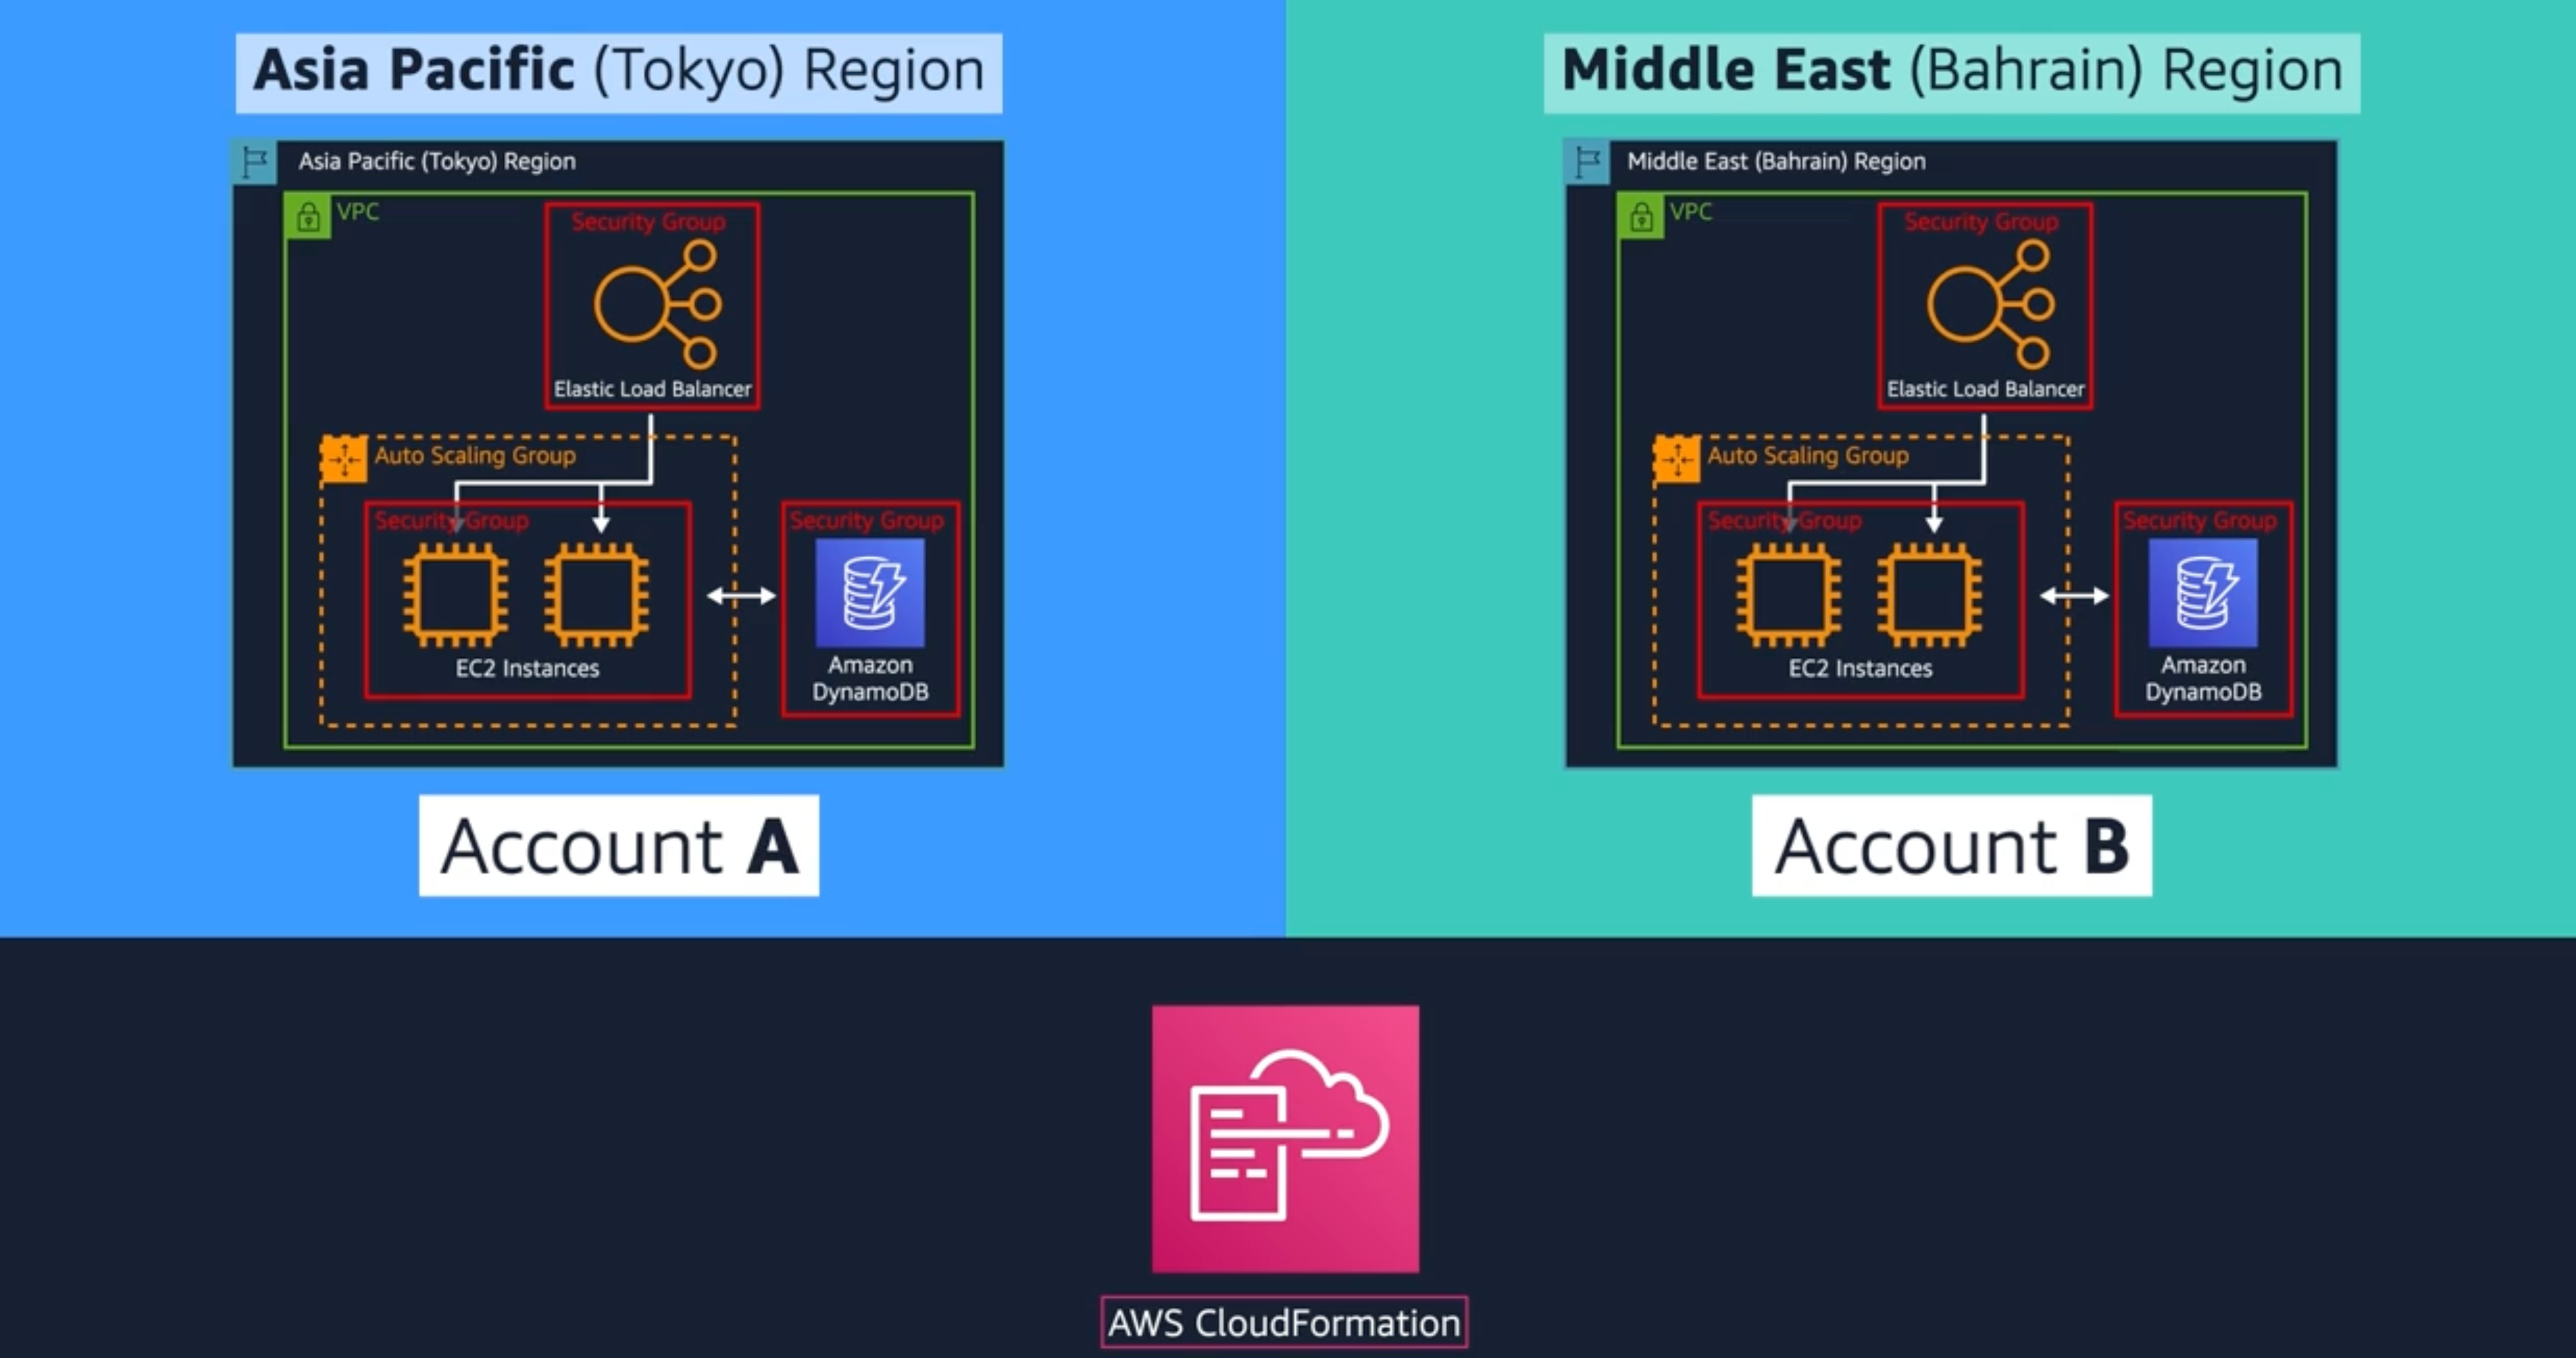 Asia Pacific (Tokyo) Region
Asia Pacific (Tokyo) Region
VPC
Security Group
Elastic Load Balancer
Auto Scaling Group
Security Group
EC2 Instances
Security Group
Amazon
DynamoDB
Account A
Middle East (Bahrain) Region
Middle East (Bahrain) Region
VPC
Security Group
Elastic Load Balancer
Auto Scaling Group
Security Group
EC2 Instances
Security Group
Amazon
DynamoDB
Account B
AWS CloudFormation